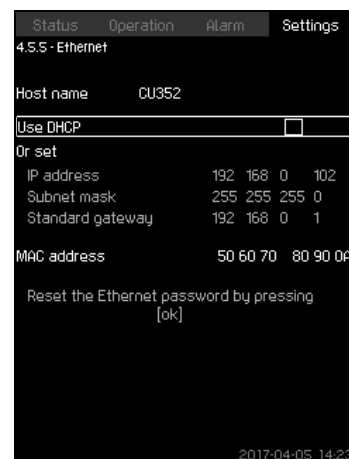 Status Operation Alarm Settings
4.5.5 - Ethernet
Host name CU352
Use DHCP
Or set
IP address 192 168 0 102
Subnet mask 255 255 255 0
Standard gateway 192 168 0 1
MAC address 50 60 70 80 90 0A
Reset the Ethernet password by pressing
[ok]
2017-04-05 14:23